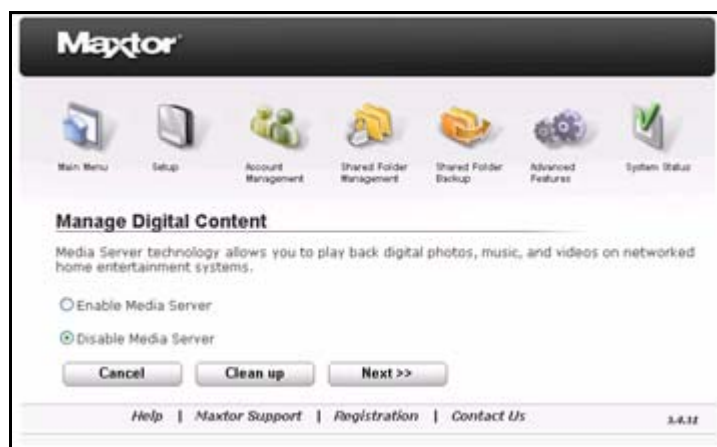 Maxtor
Main Menu
Setup
Account Management
Shared Folder Management
Shared Folder Backup
Advanced Features
System Status
Manage Digital Content
Media Server technology allows you to play back digital photos, music, and videos on networked
home entertainment systems.
Enable Media Server
Disable Media Server
Cancel Clean up Next >>
Help | Maxtor Support | Registration | Contact Us